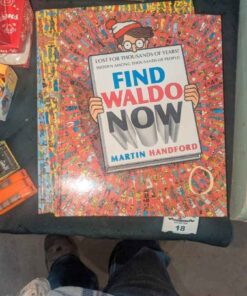 LOST FOR THOUSANDS OF YEARS!
HIDDEN AMONG THOUSANDS OF PEOPLE!
FIND
WALDO
NOW
MARTIN HANDFORD
18